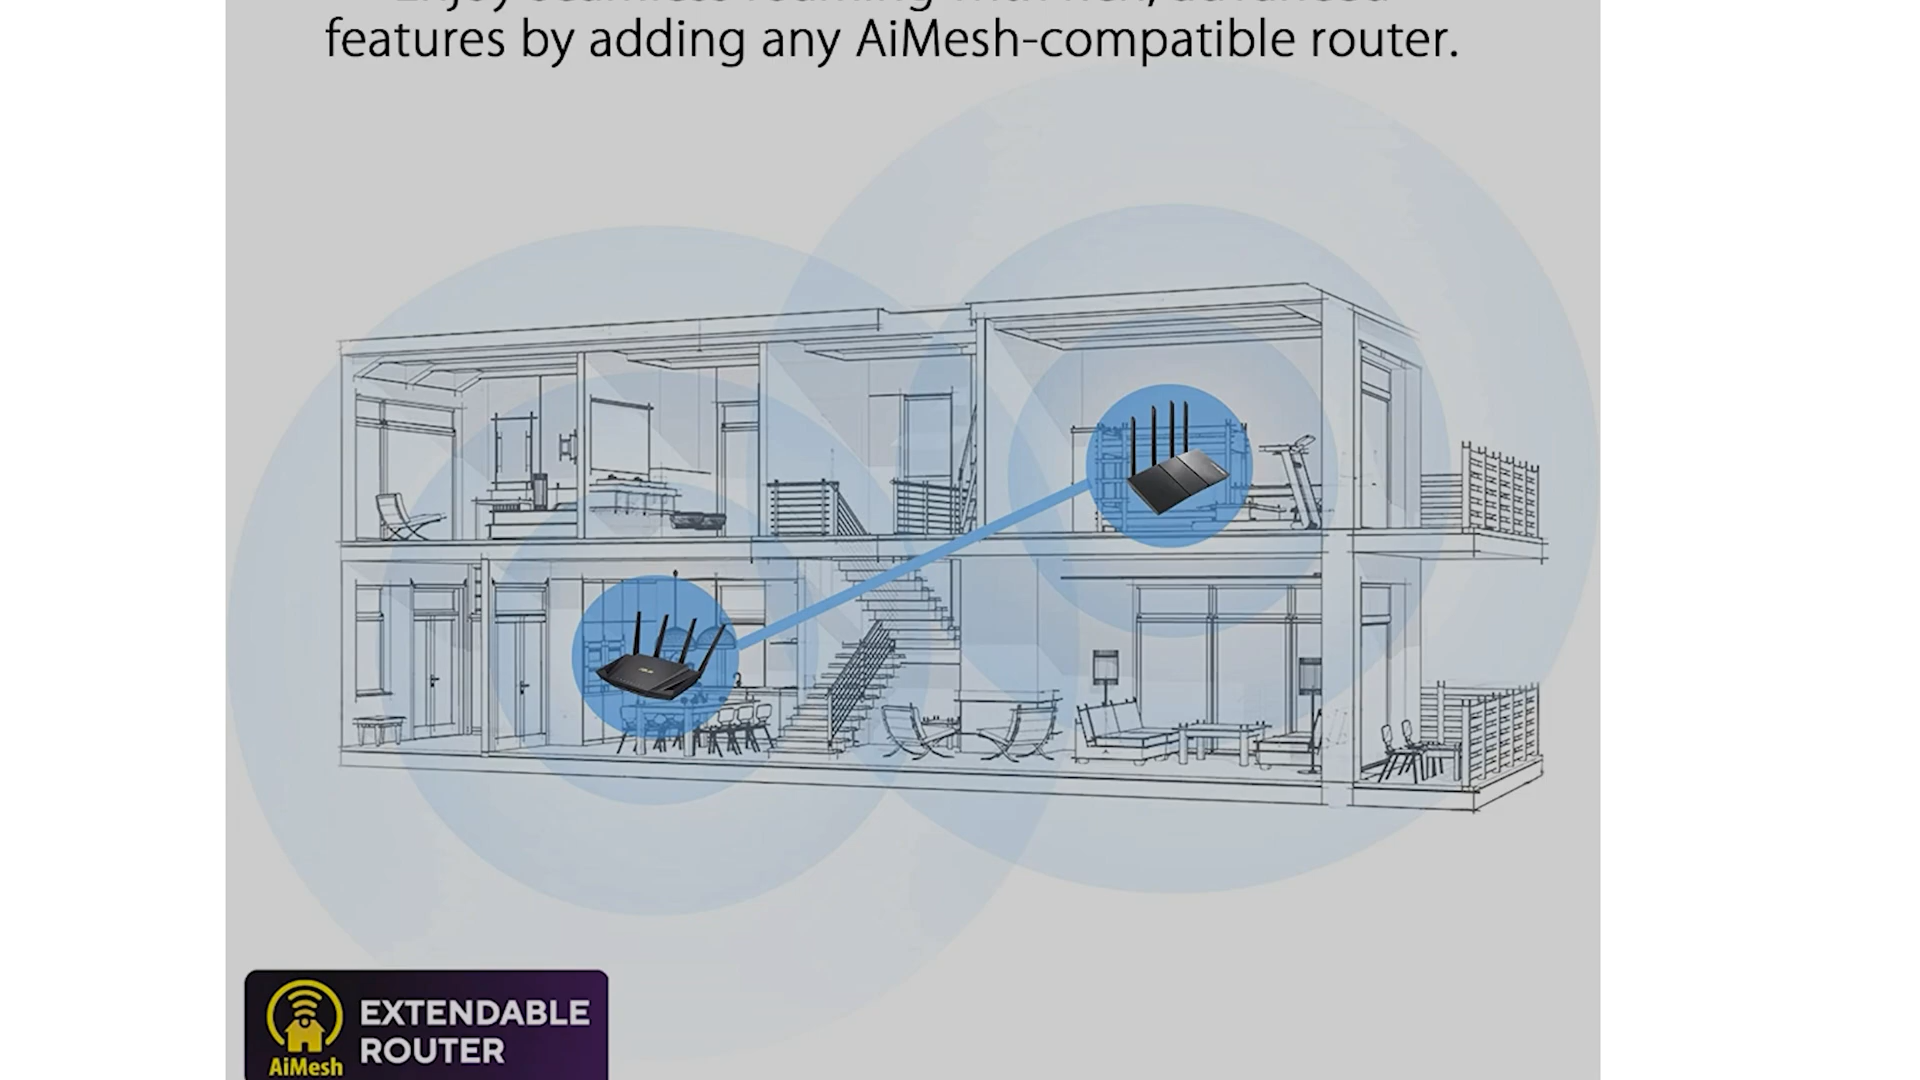 features by adding any AiMesh-compatible router.
EXTENDABLE
ROUTER
AiMesh